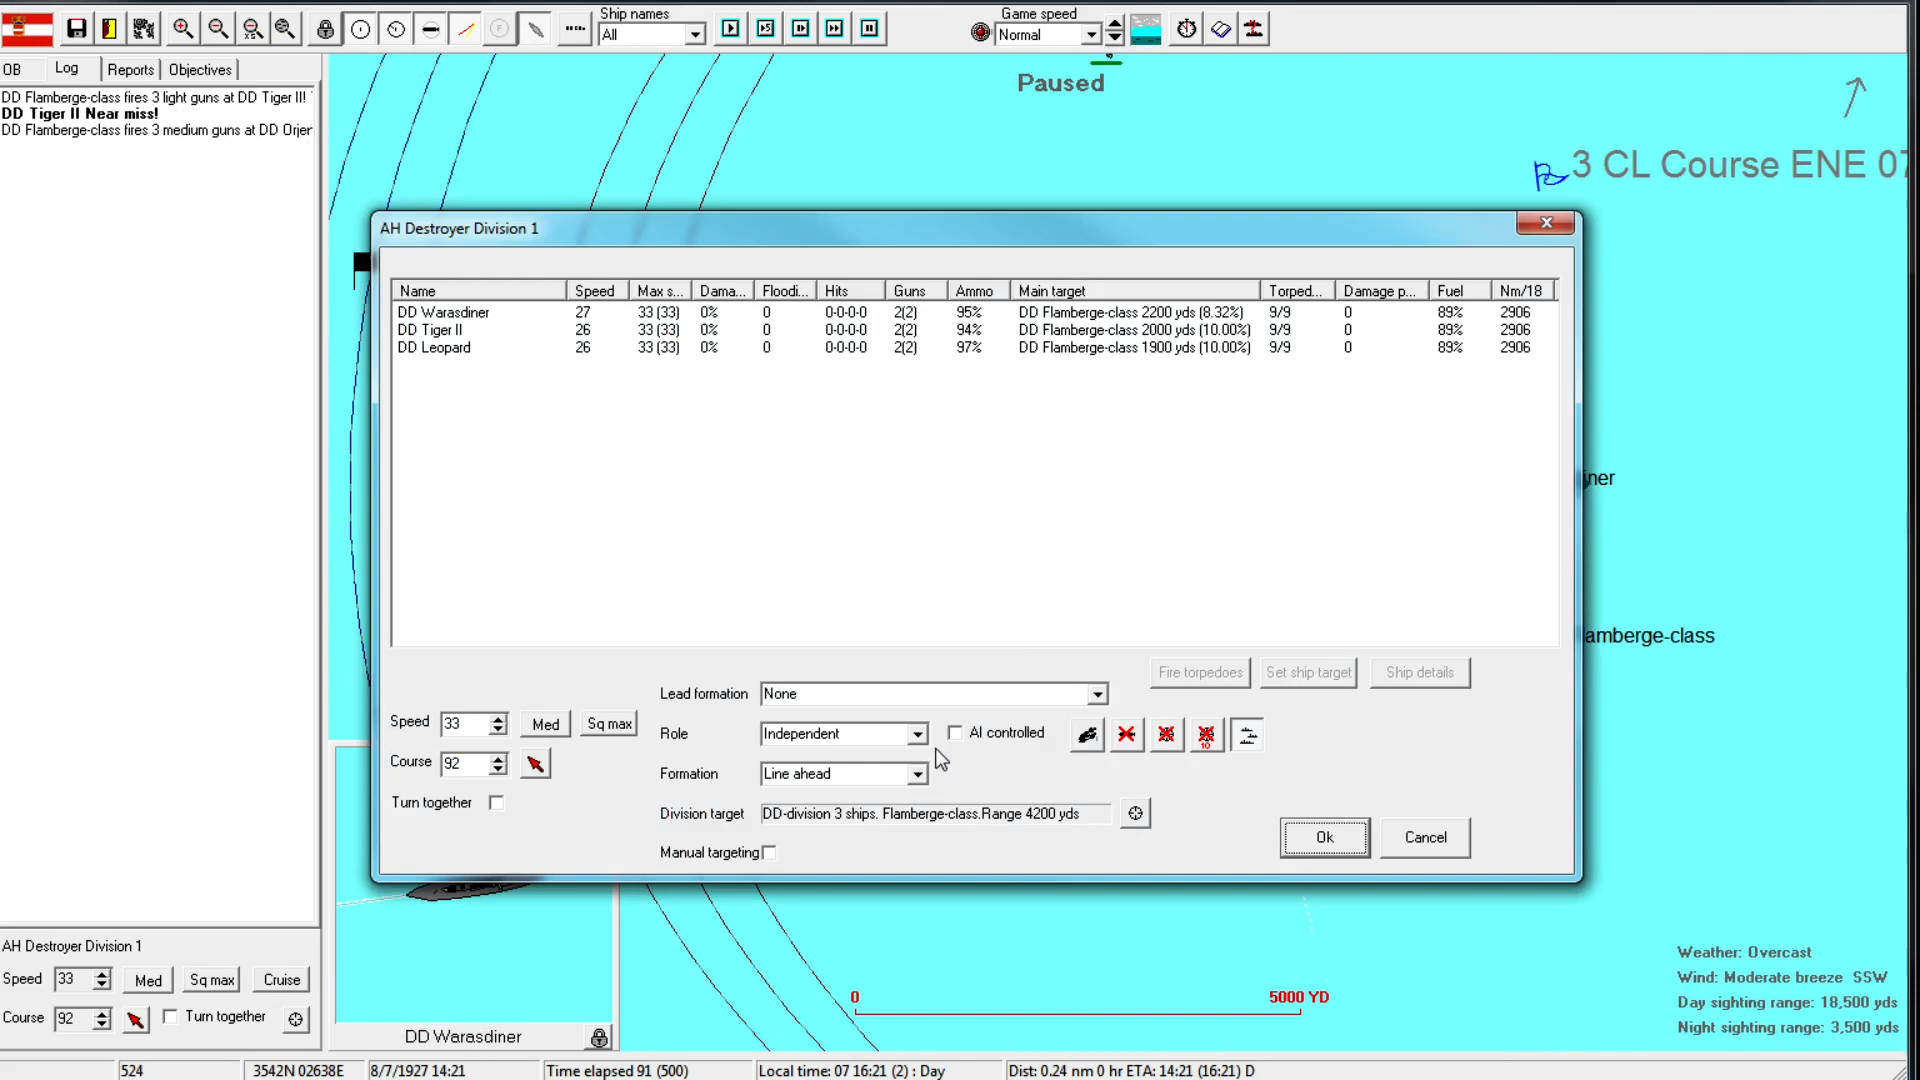 Ship names
All
Game speed
Normal
OB Log Reports Objectives
DD Flamberge-class fires 3 light guns at DD Tiger II!
DD Tiger II Near miss!
DD Flamberge-class fires 3 medium guns at DD Orjen
Paused
3 CL Course ENE 07
AH Destroyer Division 1
Name Speed Max s... Dama... Floodi... Hits Guns Ammo Main target Torped... Damage p... Fuel Nm/18
DD Warasdiner 27 33 (33) 0% 0 0-0-0-0 2(2) 95% DD Flamberge-class 2200 yds (8.32%) 9/9 0 89% 2906
DD Tiger II 26 33 (33) 0% 0 0-0-0-0 2(2) 94% DD Flamberge-class 2000 yds (10.00%) 9/9 0 89% 2906
DD Leopard 26 33 (33) 0% 0 0-0-0-0 2(2) 97% DD Flamberge-class 1900 yds (10.00%) 9/9 0 89% 2906
iner
amberge-class
Fire torpedoes Set ship target Ship details
Lead formation None
Speed 33 Med Sq max
Role Independent AI controlled
10
Course 92
Formation Line ahead
Turn together
Division target DD-division 3 ships. Flamberge-class.Range 4200 yds
Ok Cancel
Manual targeting
AH Destroyer Division 1
Speed 33 Med Sq max Cruise
Course 92 Turn together
DD Warasdiner
0 5000 YD
Weather: Overcast
Wind: Moderate breeze SSW
Day sighting range: 18,500 yds
Night sighting range: 3,500 yds
524 3542N 02638E 8/7/1927 14:21 Time elapsed 91 (500) Local time: 07 16:21 (2) : Day Dist: 0.24 nm 0 hr ETA: 14:21 (16:21) D